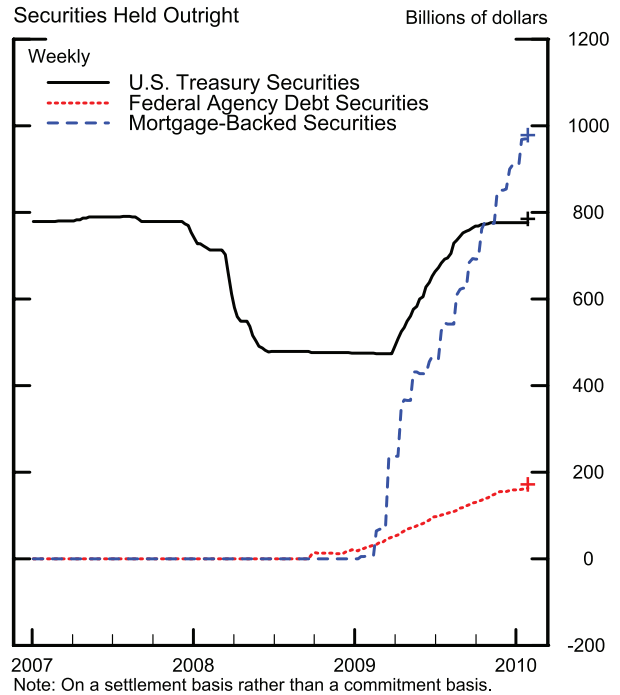 Securities Held Outright
Billions of dollars
Weekly
U.S. Treasury Securities
Federal Agency Debt Securities
Mortgage-Backed Securities
1200
1000
800
600
400
200
0
-200
2007 2008 2009 2010
Note: On a settlement basis rather than a commitment basis.